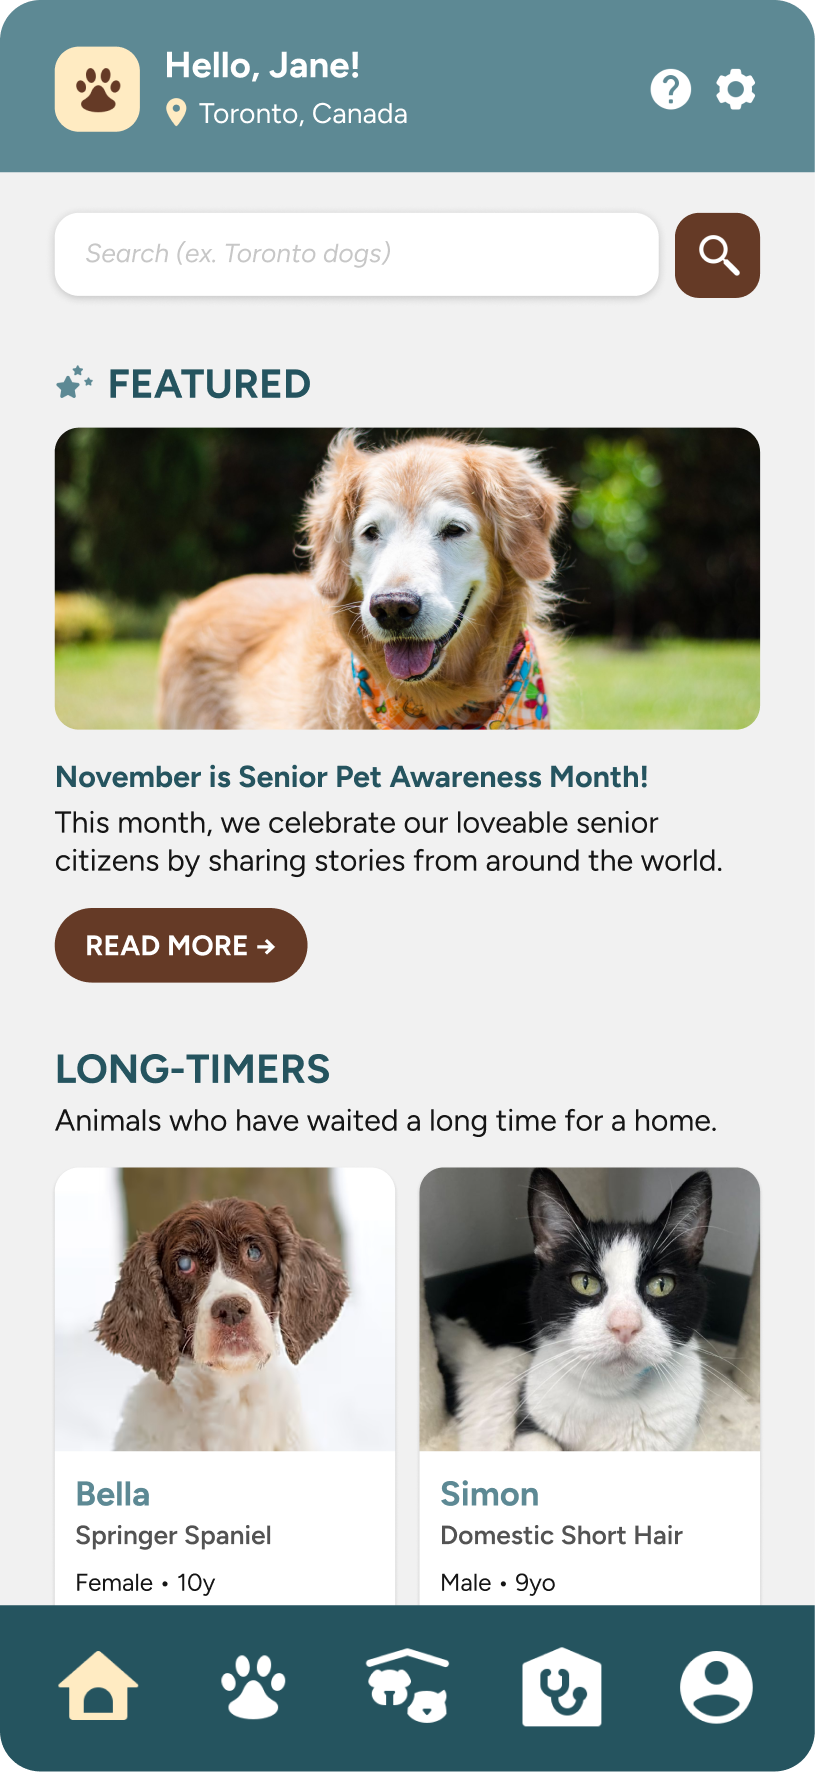 Hello, Jane!
Toronto, Canada
Search (ex. Toronto dogs)
FEATURED
November is Senior Pet Awareness Month!
This month, we celebrate our loveable senior
citizens by sharing stories from around the world.
READ MORE →
LONG-TIMERS
Animals who have waited a long time for a home.
Bella
Springer Spaniel
Female • 10y
Simon
Domestic Short Hair
Male • 9yo